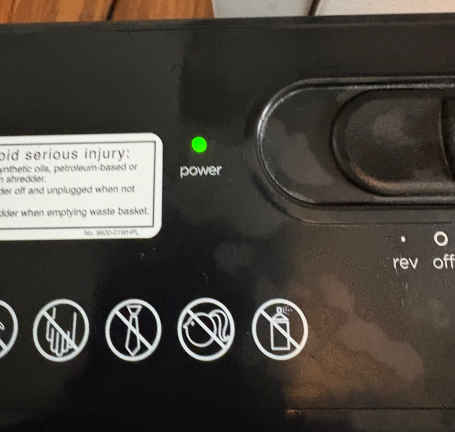 oid serious injury:
ynthetic oils, petroleum-based or
n shredder.
der off and unplugged when not
dder when emptying waste basket.
power
rev off